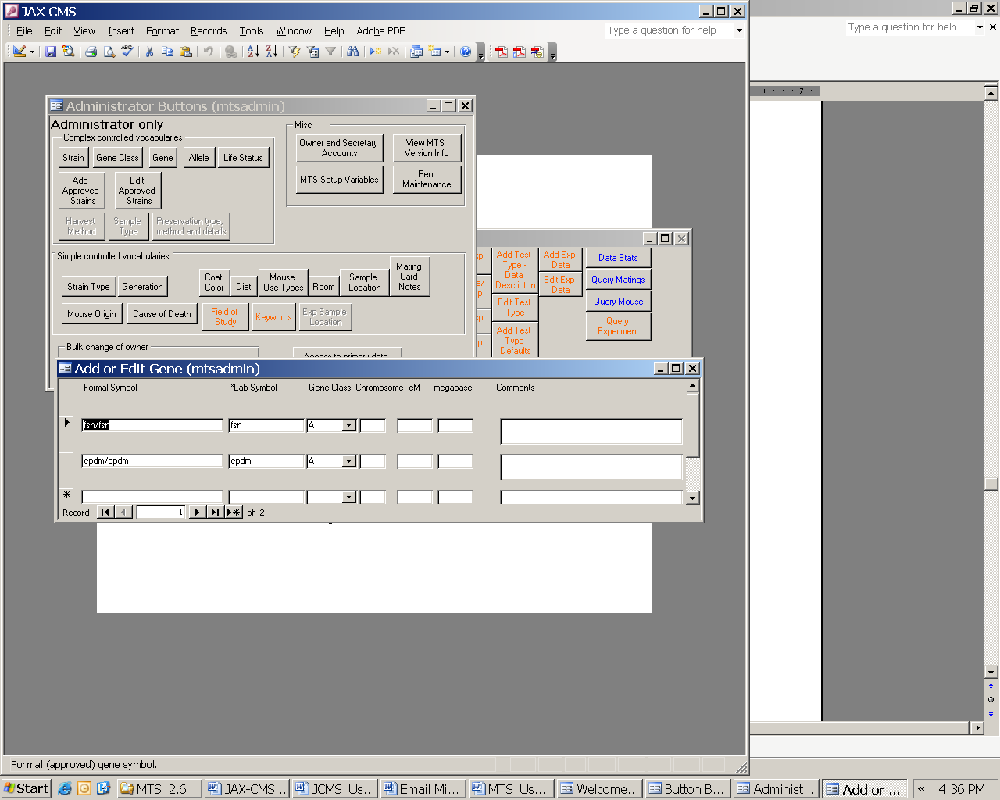 JAX CMS
File Edit View Insert Format Records Tools Window Help Adobe PDF
Type a question for help
Type a question for help
7
Administrator Buttons (mtsadmin)
Administrator only
Complex controlled vocabularies
Strain Gene Class Gene Allele Life Status
Add Approved Strains
Edit Approved Strains
Harvest Method
Sample Type
Preservation type, method and details
Misc
Owner and Secretary Accounts
View MTS Version Info
MTS Setup Variables
Pen Maintenance
Simple controlled vocabularies
Strain Type Generation
Coat Color
Diet
Mouse Use Types
Room
Sample Location
Mating Card Notes
Mouse Origin Cause of Death
Field of Study
Keywords
Exp Sample Location
Bulk change of owner
Access to primary data
Add Test Type - Data Descripton
Edit Test Type
Add Test Type Defaults
Add Exp Data
Edit Exp Data
Data Stats
Query Matings
Query Mouse
Query Experiment
Add or Edit Gene (mtsadmin)
Formal Symbol *Lab Symbol Gene Class Chromosome cM megabase Comments
fsn/fsn fsn A
cpdm/cpdm cpdm A
Record: 1 of 2
Formal (approved) gene symbol.
Start MTS_2.6 JAX-CMS... JCMS_Us... Email Mi... MTS_Us... Welcome... Button B... Administ... Add or ... « 4:36 PM